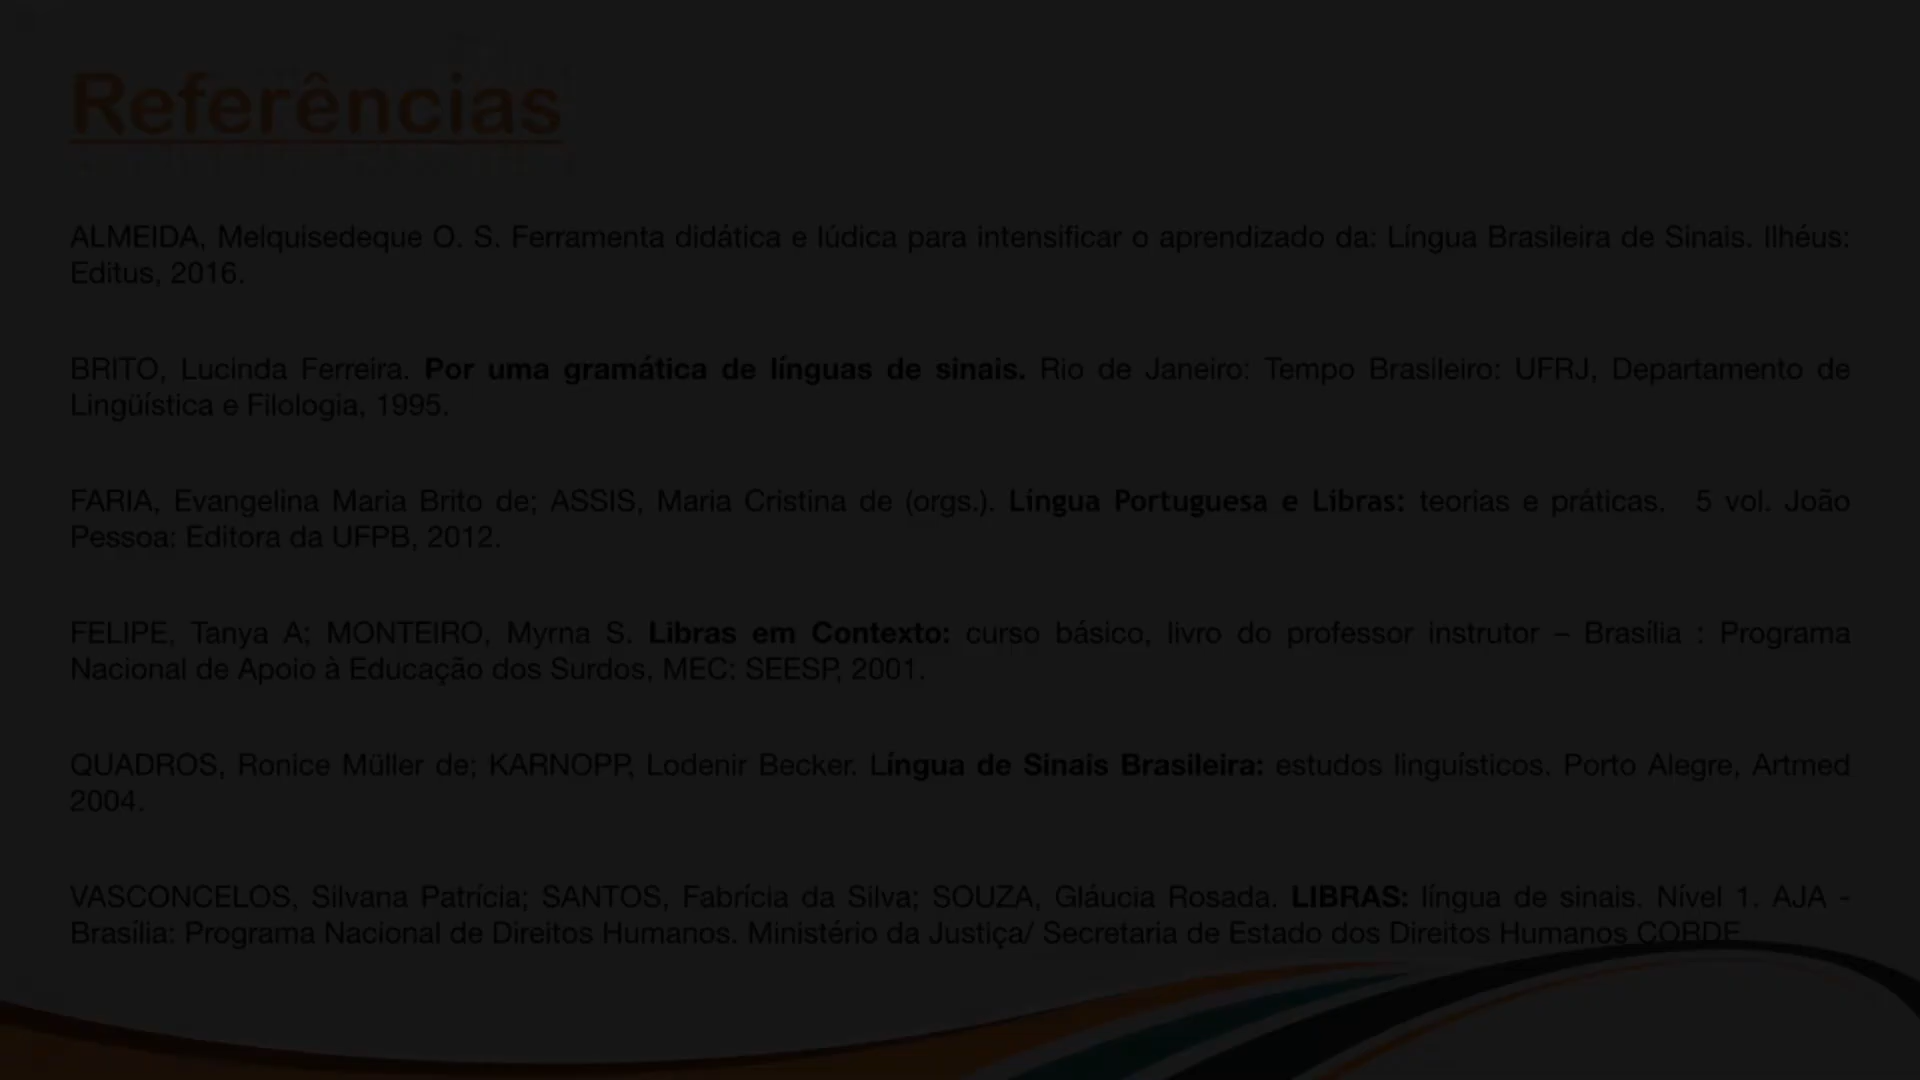 Referências
ALMEIDA, Melquisedeque O. S. Ferramenta didática e lúdica para intensificar o aprendizado da: Língua Brasileira de Sinais. Ilhéus:
Editus, 2016.
BRITO, Lucinda Ferreira. Por uma gramática de línguas de sinais. Rio de Janeiro: Tempo Brasileiro: UFRJ, Departamento de
Lingüística e Filologia, 1995.
FARIA, Evangelina Maria Brito de; ASSIS, Maria Cristina de (orgs.). Língua Portuguesa e Libras: teorias e práticas. 5 vol. João
Pessoa: Editora da UFPB, 2012.
FELIPE, Tanya A; MONTEIRO, Myrna S. Libras em Contexto: curso básico, livro do professor instrutor – Brasília : Programa
Nacional de Apoio à Educação dos Surdos, MEC: SEESP, 2001.
QUADROS, Ronice Müller de; KARNOPP, Lodenir Becker. Língua de Sinais Brasileira: estudos linguísticos. Porto Alegre, Artmed
2004.
VASCONCELOS, Silvana Patrícia; SANTOS, Fabrícia da Silva; SOUZA, Gláucia Rosada. LIBRAS: língua de sinais. Nível 1. AJA -
Brasília: Programa Nacional de Direitos Humanos. Ministério da Justiça/ Secretaria de Estado dos Direitos Humanos CORDE